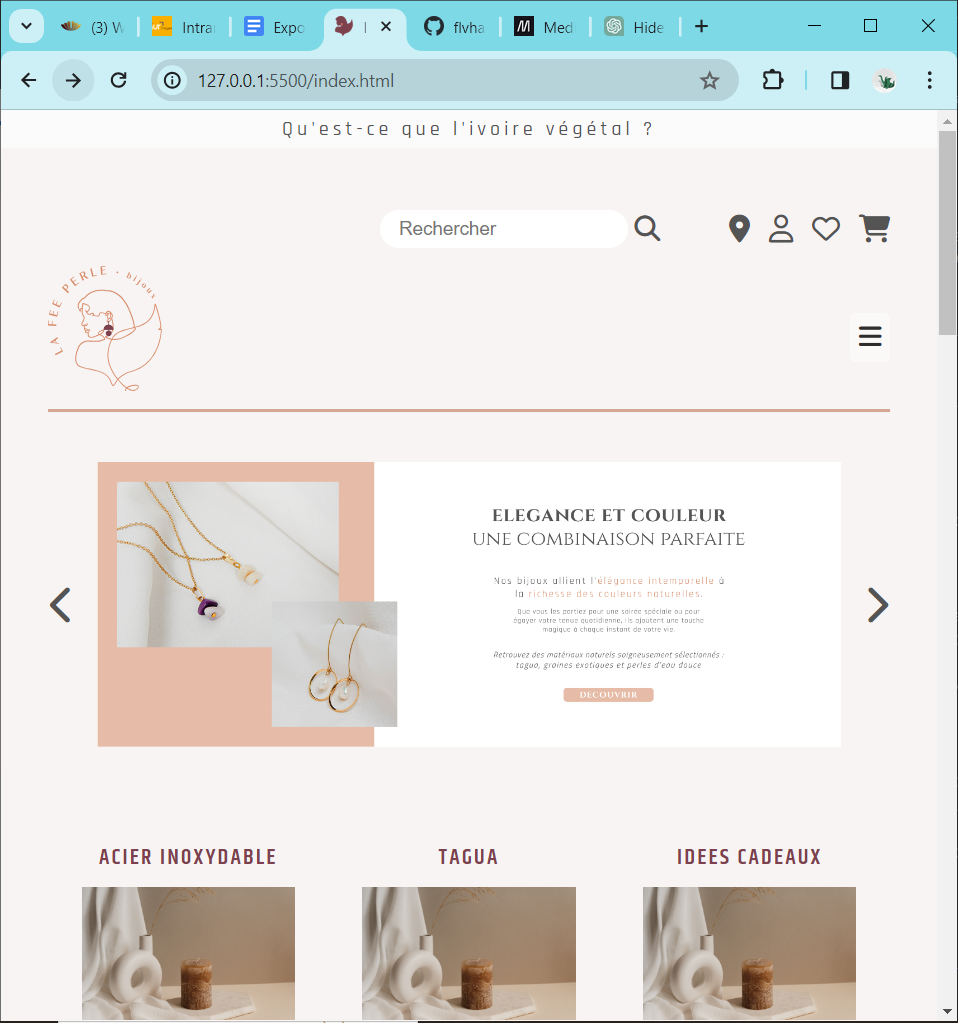 (3) W
Intra
Expo
flvha
Med
Hide
127.0.0.1:5500/index.html
Qu'est-ce que l'ivoire végétal ?
Rechercher
LA FEE PERLE · bijoux
ELEGANCE ET COULEUR
UNE COMBINAISON PARFAITE
Nos bijoux allient l'élégance intemporelle à
la richesse des couleurs naturelles.
Que vous les portiez pour une soirée spéciale ou pour
égayer votre tenue quotidienne, ils ajoutent une touche
magique à chaque instant de votre vie.
Retrouvez des matériaux naturels soigneusement sélectionnés :
tagua, graines exotiques et perles d'eau douce
DECOUVRIR
ACIER INOXYDABLE
TAGUA
IDEES CADEAUX